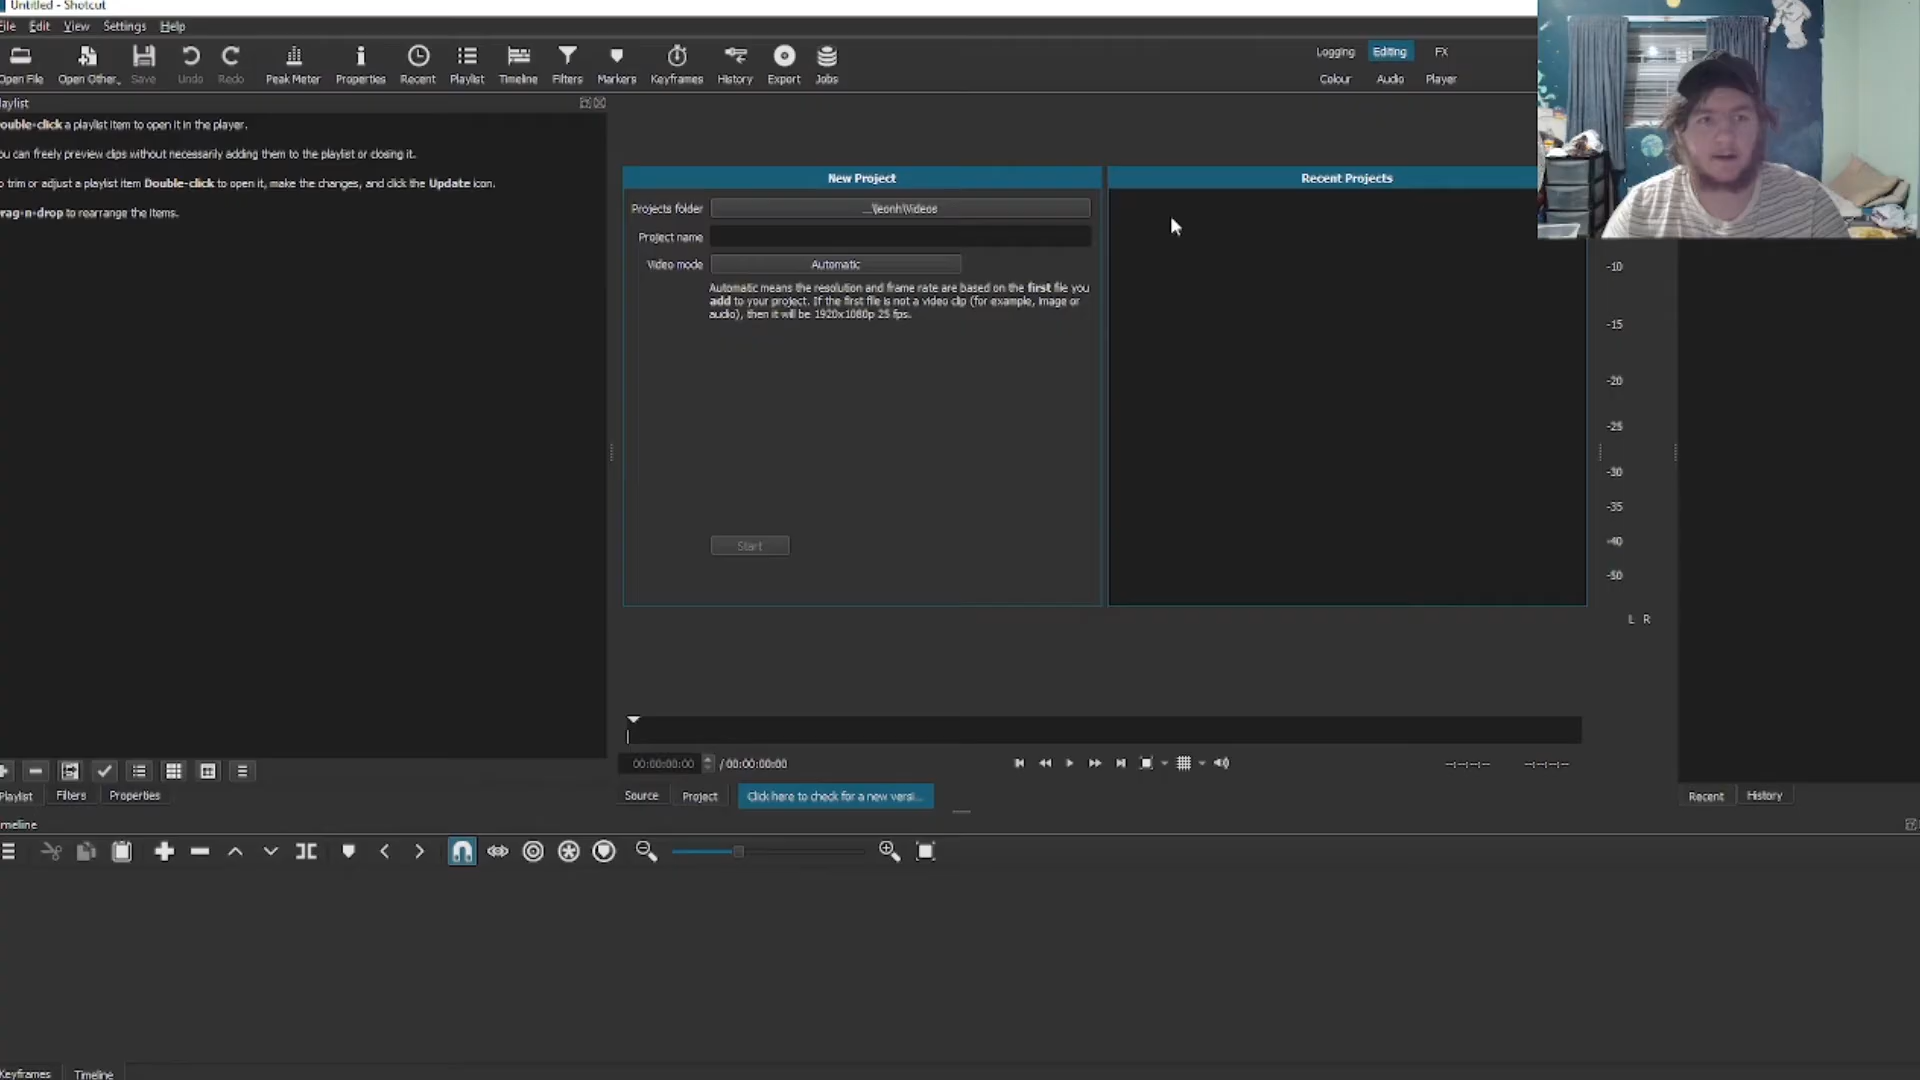 Untitled - Shotcut
File Edit View Settings Help
Open File Open Other.. Save Undo Redo Peak Meter Properties Recent Playlist Timeline Filters Markers Keyframes History Export Jobs
Logging Editing FX
Colour Audio Player
aylist
ouble-click a playlist item to open it in the player.
ou can freely preview clips without necessarily adding them to the playlist or closing it.
o trim or adjust a playlist item Double-click to open it, make the changes, and click the Update icon.
rag-n-drop to rearrange the items.
New Project
Recent Projects
Projects folder ...\leonh\Videos
Project name
Video mode Automatic
Automatic means the resolution and frame rate are based on the first file you
add to your project. If the first file is not a video clip (for example, image or
audio), then it will be 1920x1080p 25 fps.
Start
-10
-15
-20
-25
-30
-35
-40
-50
L R
00:00:00:00 / 00:00:00:00
--:--:--:-- --:--:--:--
Playlist Filters Properties
Source Project Click here to check for a new versi...
Recent History
imeline
Keyframes Timeline